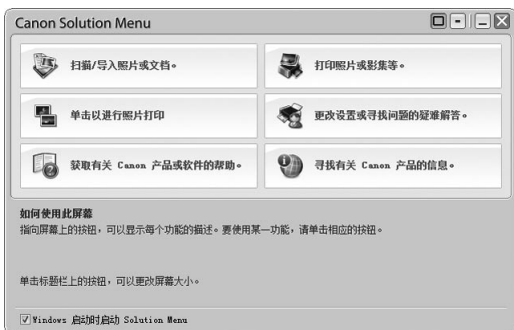 Canon Solution Menu
扫描/导入照片或文档。
打印照片或影集等。
单击以进行照片打印
更改设置或寻找问题的疑难解答。
获取有关 Canon 产品或软件的帮助。
寻找有关 Canon 产品的信息。
如何使用此屏幕
指向屏幕上的按钮，可以显示每个功能的描述。要使用某一功能，请单击相应的按钮。
单击标题栏上的按钮，可以更改屏幕大小。
Windows 启动时启动 Solution Menu